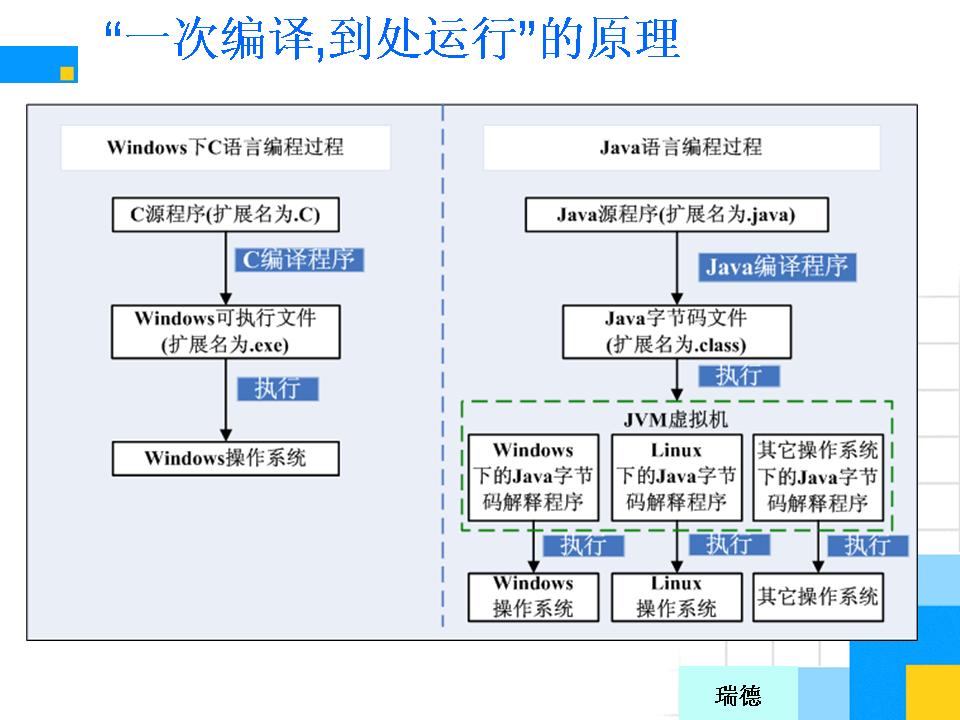 “一次编译,到处运行”的原理
Windows下C语言编程过程
C源程序(扩展名为.C)
C编译程序
Windows可执行文件
(扩展名为.exe)
执行
Windows操作系统
Java语言编程过程
Java源程序(扩展名为.java)
Java编译程序
Java字节码文件
(扩展名为.class)
执行
JVM虚拟机
Windows
下的Java字节
码解释程序
Linux
下的Java字节
码解释程序
其它操作系统
下的Java字节
码解释程序
执行
执行
执行
Windows
操作系统
Linux
操作系统
其它操作系统
瑞德